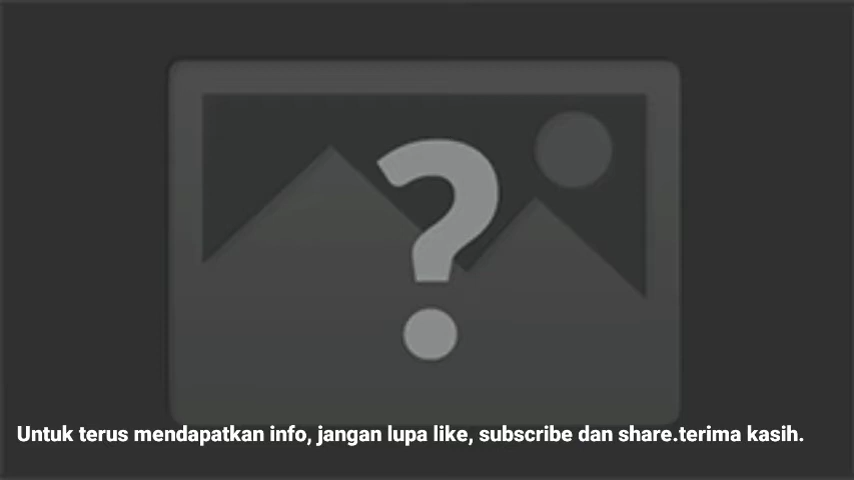 Untuk terus mendapatkan info, jangan lupa like, subscribe dan share.terima kasih.